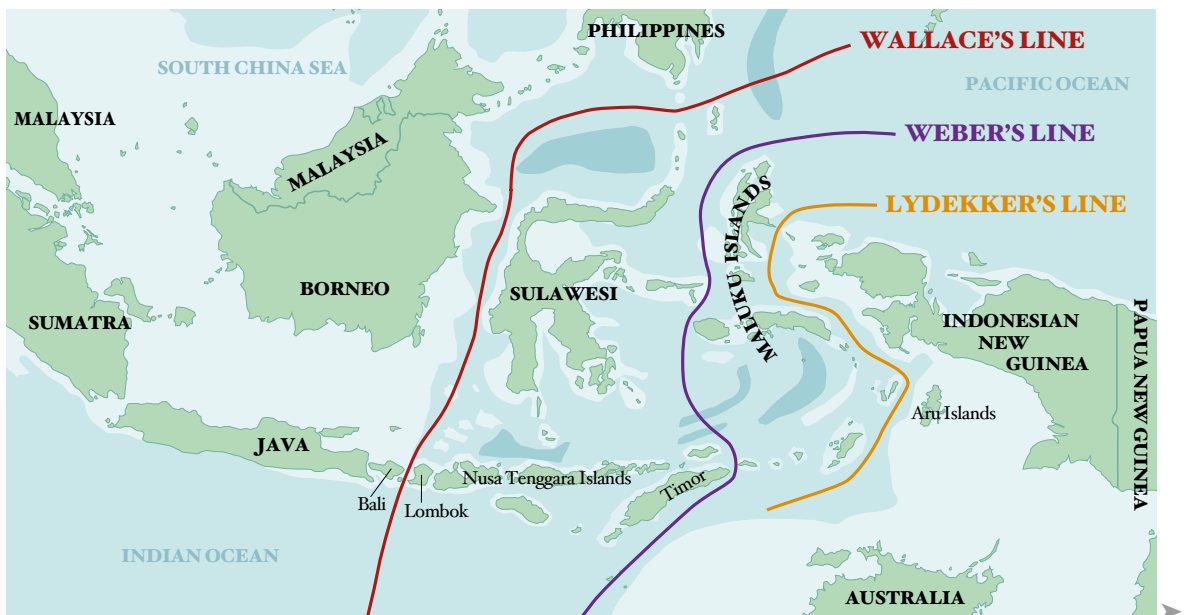 PHILIPPINES
WALLACE'S LINE
SOUTH CHINA SEA
PACIFIC OCEAN
MALAYSIA
MALAYSIA
WEBER'S LINE
MALUKU ISLANDS
LYDEKKER'S LINE
BORNEO
SULAWESI
SUMATRA
INDONESIAN
NEW
GUINEA
PAPUA NEW GUINEA
Aru Islands
JAVA
Nusa Tenggara Islands
Timor
Bali
Lombok
INDIAN OCEAN
AUSTRALIA